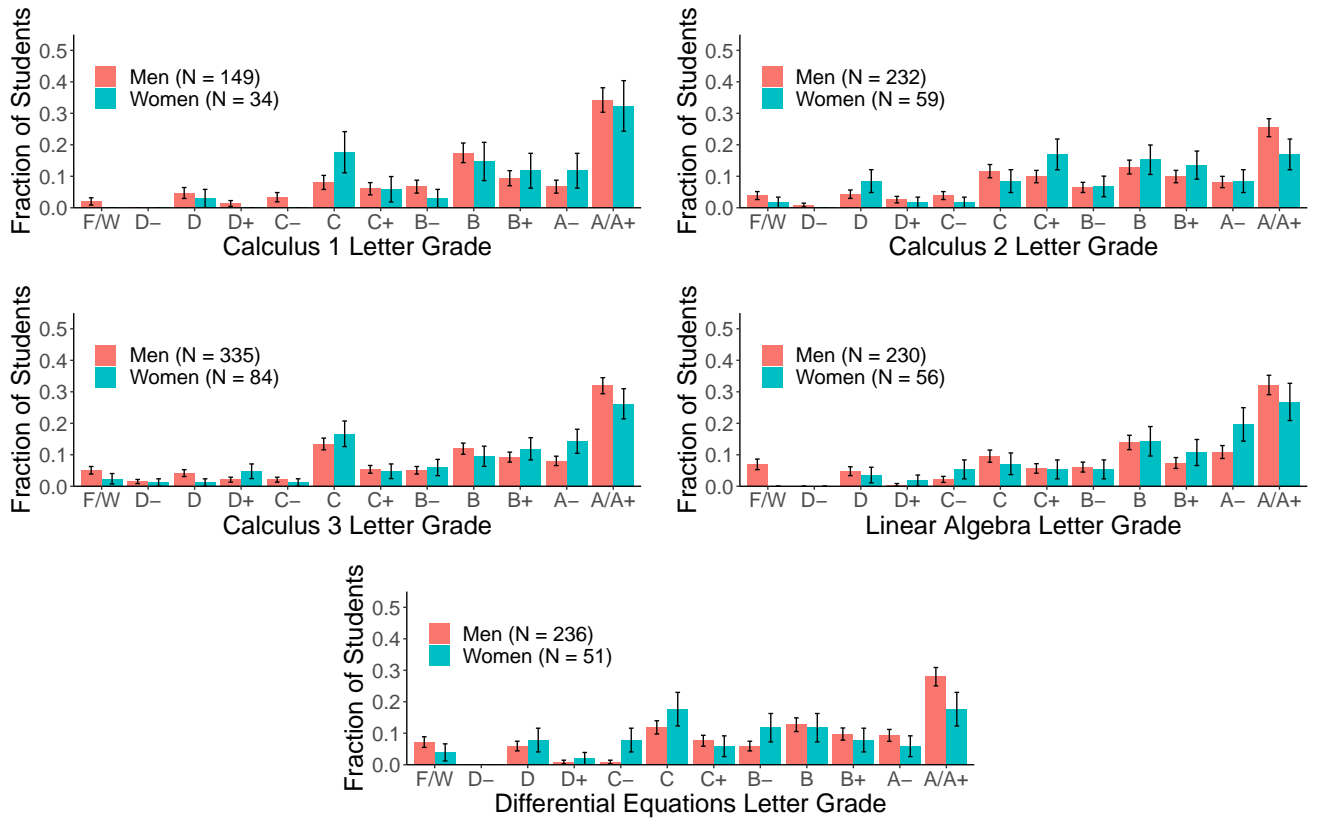 Fraction of Students
0.5
0.4
0.3
0.2
0.1
0.0
Men (N = 149)
Women (N = 34)
F/W D− D D+ C− C C+ B− B B+ A− A/A+
Calculus 1 Letter Grade
Fraction of Students
0.5
0.4
0.3
0.2
0.1
0.0
Men (N = 232)
Women (N = 59)
F/W D− D D+ C− C C+ B− B B+ A− A/A+
Calculus 2 Letter Grade
Fraction of Students
0.5
0.4
0.3
0.2
0.1
0.0
Men (N = 335)
Women (N = 84)
F/W D− D D+ C− C C+ B− B B+ A− A/A+
Calculus 3 Letter Grade
Fraction of Students
0.5
0.4
0.3
0.2
0.1
0.0
Men (N = 230)
Women (N = 56)
F/W D− D D+ C− C C+ B− B B+ A− A/A+
Linear Algebra Letter Grade
Fraction of Students
0.5
0.4
0.3
0.2
0.1
0.0
Men (N = 236)
Women (N = 51)
F/W D− D D+ C− C C+ B− B B+ A− A/A+
Differential Equations Letter Grade